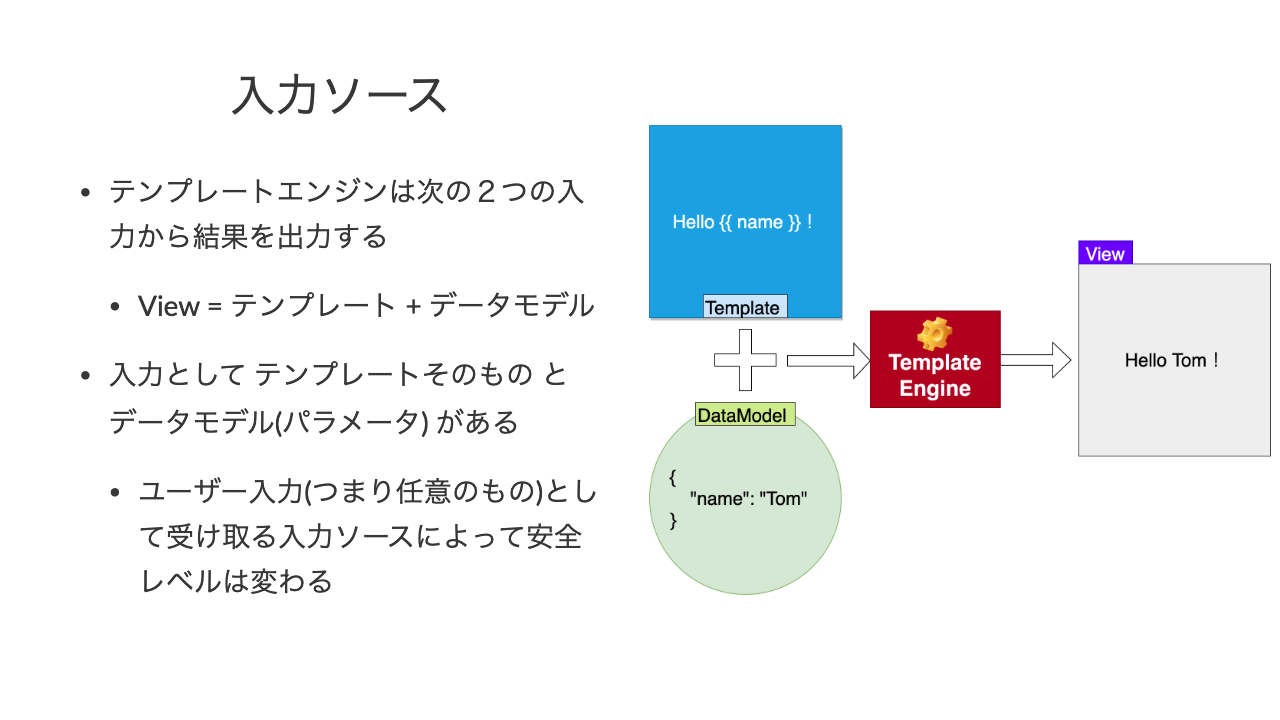 入力ソース
• テンプレートエンジンは次の２つの入
力から結果を出力する
• View = テンプレート + データモデル
• 入力として テンプレートそのもの と
データモデル(パラメータ) がある
• ユーザー入力(つまり任意のもの)とし
て受け取る入力ソースによって安全
レベルは変わる
Hello {{ name }}！
Template
DataModel
{
"name": "Tom"
}
Template
Engine
View
Hello Tom！